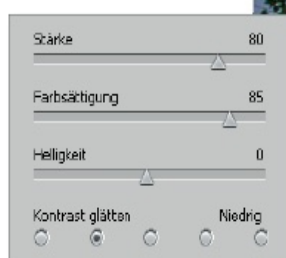 Stärke 80
Farbsättigung 85
Helligkeit 0
Kontrast glätten Niedrig